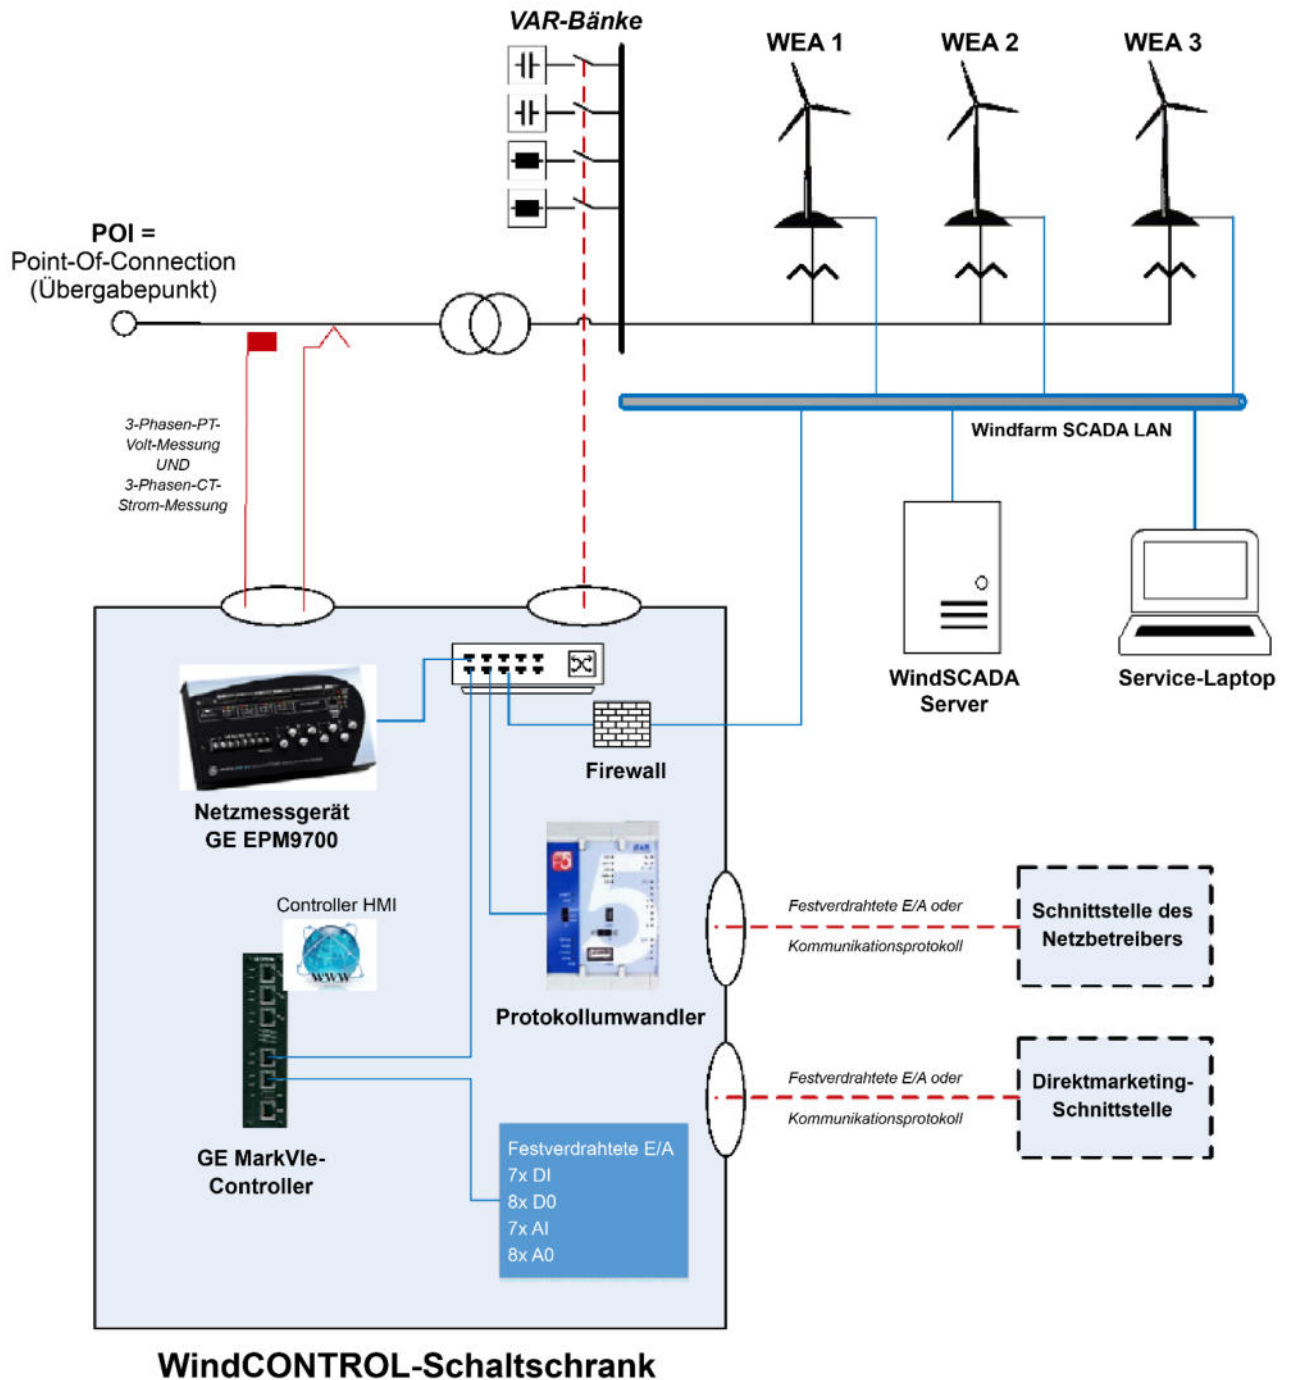 VAR-Bänke
WEA 1
WEA 2
WEA 3
POI =
Point-Of-Connection
(Übergabepunkt)
3-Phasen-PT-
Volt-Messung
UND
3-Phasen-CT-
Strom-Messung
Windfarm SCADA LAN
WindSCADA
Server
Service-Laptop
Firewall
Netzmessgerät
GE EPM9700
Controller HMI
WWW
5
Protokollumwandler
GE MarkVIe-
Controller
Festverdrahtete E/A
7x DI
8x D0
7x AI
8x A0
Festverdrahtete E/A oder
Kommunikationsprotokoll
Schnittstelle des
Netzbetreibers
Festverdrahtete E/A oder
Kommunikationsprotokoll
Direktmarketing-
Schnittstelle
WindCONTROL-Schaltschrank